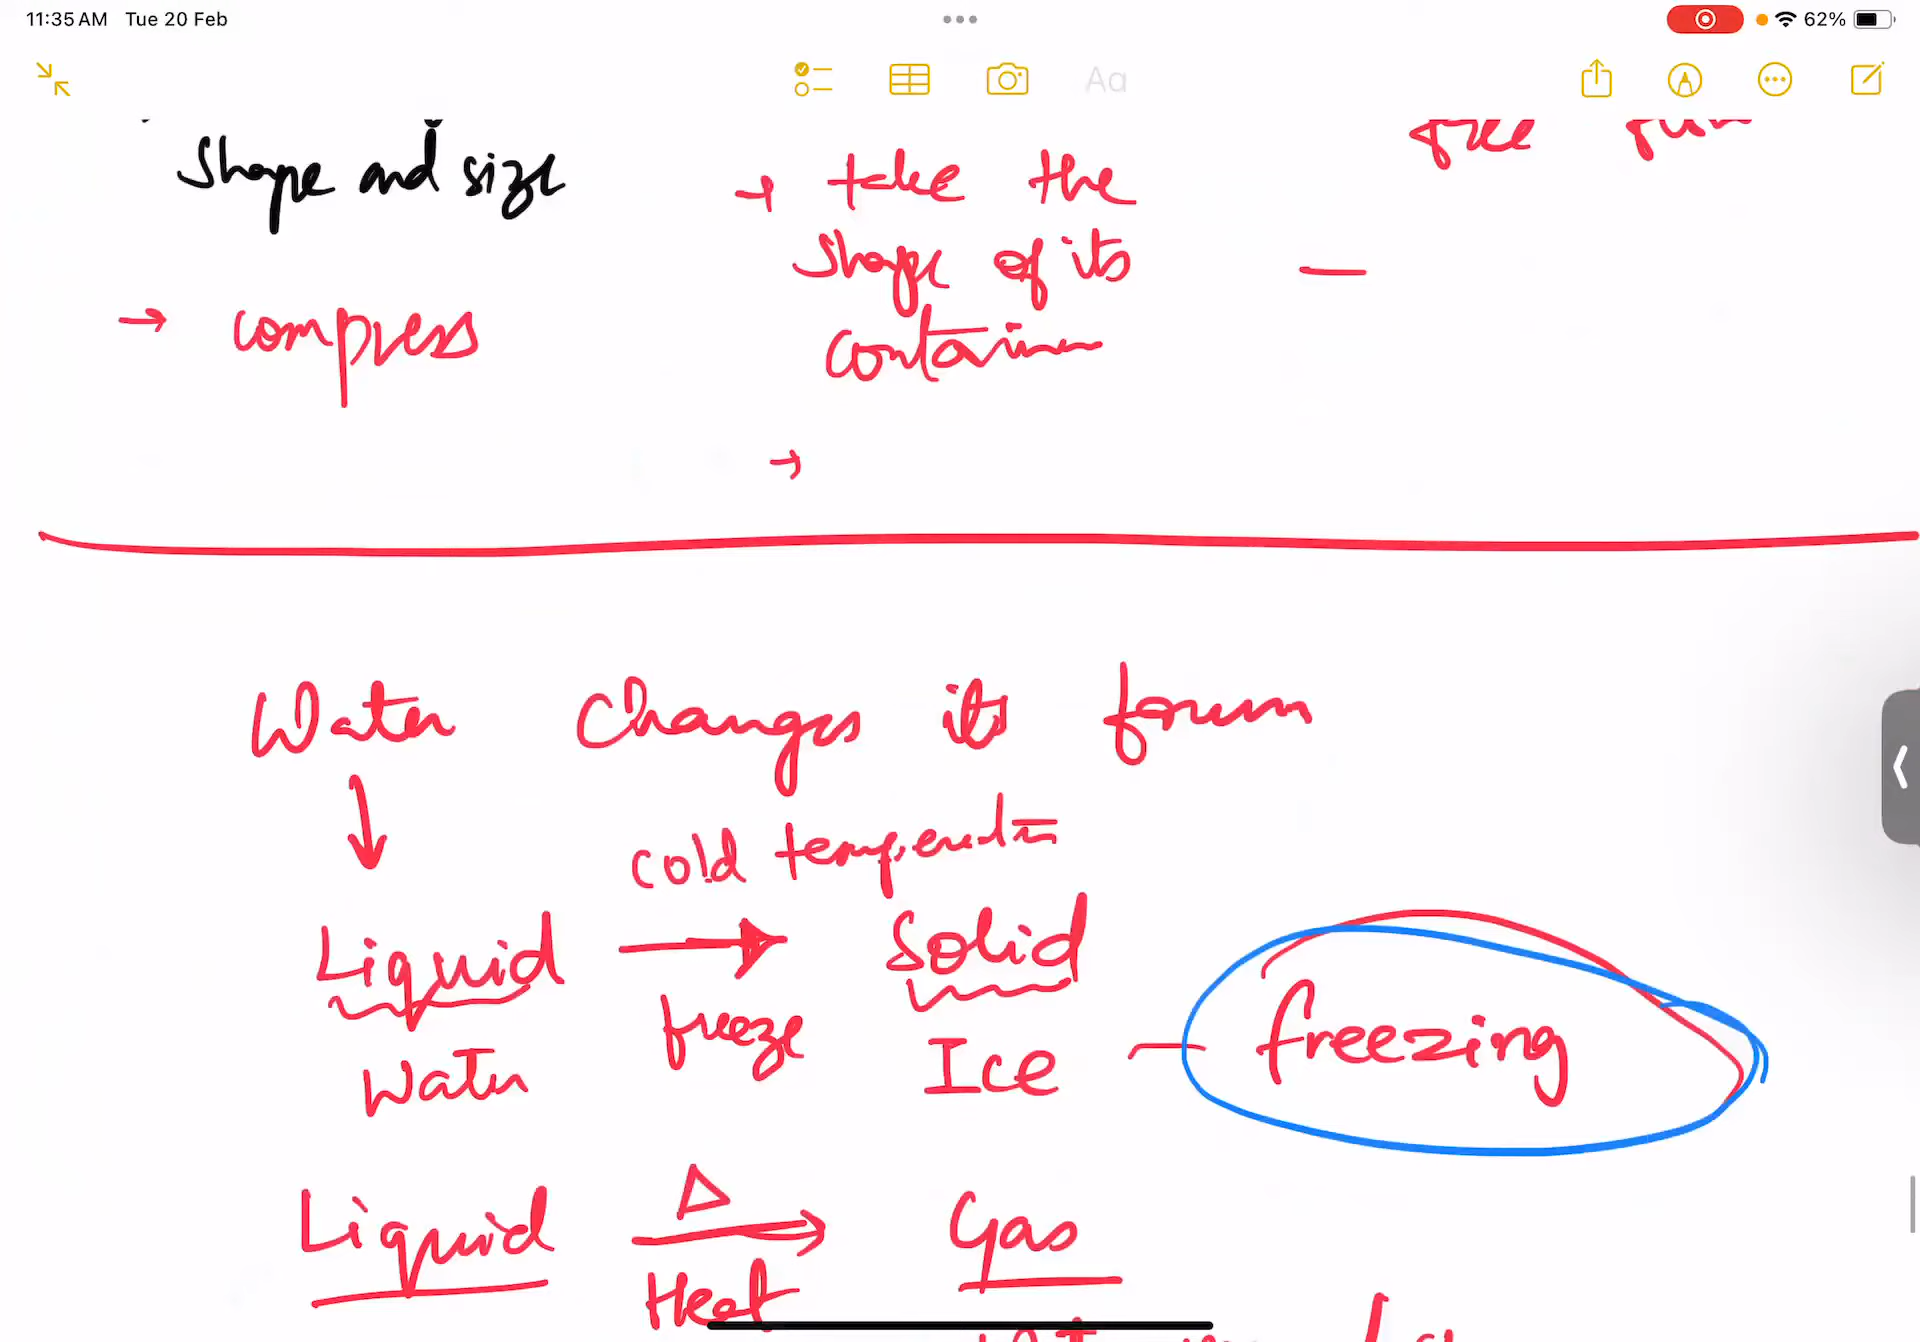 11:35 AM Tue 20 Feb
62%
Aa
free
Shape and size
→ take the
shape of its
container
→ compress
→
Water changes its form
↓
cold temperature
Liquid → Solid
freeze
Water Ice — freezing
Δ
Liquid → Gas
Heat